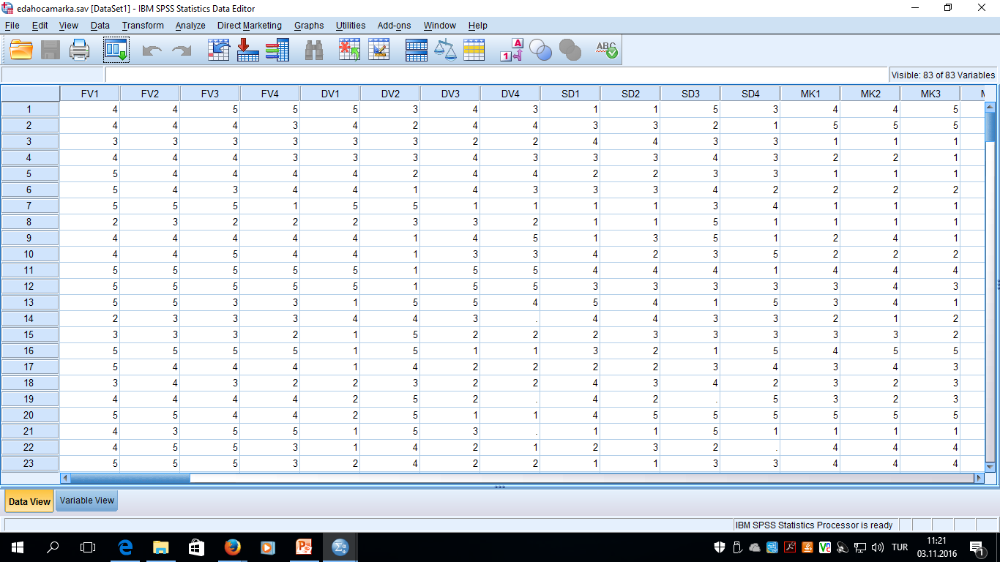 edahocamarka.sav [DataSet1] - IBM SPSS Statistics Data Editor
File Edit View Data Transform Analyze Direct Marketing Graphs Utilities Add-ons Window Help
1 A
ABC
Visible: 83 of 83 Variables
FV1 FV2 FV3 FV4 DV1 DV2 DV3 DV4 SD1 SD2 SD3 SD4 MK1 MK2 MK3
1 4 4 5 5 5 3 4 3 1 1 5 3 4 4 5
2 4 4 4 3 4 2 4 4 3 3 2 1 5 5 5
3 3 3 3 3 3 3 2 2 4 4 3 3 1 1 1
4 4 4 4 3 3 3 4 3 3 3 4 3 2 2 1
5 5 4 4 4 4 2 4 4 2 2 3 3 1 1 1
6 5 4 3 4 4 1 4 3 3 3 4 2 2 2 2
7 5 5 5 1 5 5 1 1 1 1 3 4 1 1 1
8 2 3 2 2 2 3 3 2 1 1 5 1 1 1 1
9 4 4 4 4 4 1 4 5 1 3 5 1 2 4 1
10 4 4 5 4 4 1 3 3 4 2 3 5 2 2 2
11 5 5 5 5 5 1 5 5 4 4 4 1 4 4 4
12 5 5 5 5 5 1 5 5 3 3 3 3 3 4 3
13 5 5 3 3 1 5 5 4 5 4 1 5 3 4 1
14 2 3 3 3 4 4 3 . 4 4 3 3 2 1 2
15 3 3 3 2 1 5 2 2 2 3 3 3 3 3 2
16 5 5 5 5 1 5 1 1 3 2 1 5 4 5 5
17 5 4 4 4 1 4 2 2 2 2 3 4 3 4 3
18 3 4 3 2 2 3 2 2 4 3 4 2 3 2 3
19 4 4 4 4 2 5 2 . 4 2 . 5 3 2 3
20 5 5 4 4 2 5 1 1 4 5 5 5 5 5 5
21 4 3 5 5 1 5 3 . 1 1 5 1 1 1 1
22 4 5 5 3 1 4 2 1 2 3 2 . 4 4 4
23 5 5 5 3 2 4 2 2 1 1 3 3 4 4 4
Data View Variable View
IBM SPSS Statistics Processor is ready
TUR
11:21
03.11.2016
1